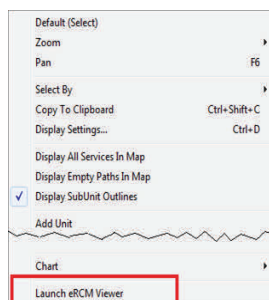 Default (Select)
Zoom
Pan F6
Select By
Copy To Clipboard Ctrl+Shift+C
Display Settings... Ctrl+D
Display All Services In Map
Display Empty Paths In Map
Display SubUnit Outlines
Add Unit
Chart
Launch eRCM Viewer